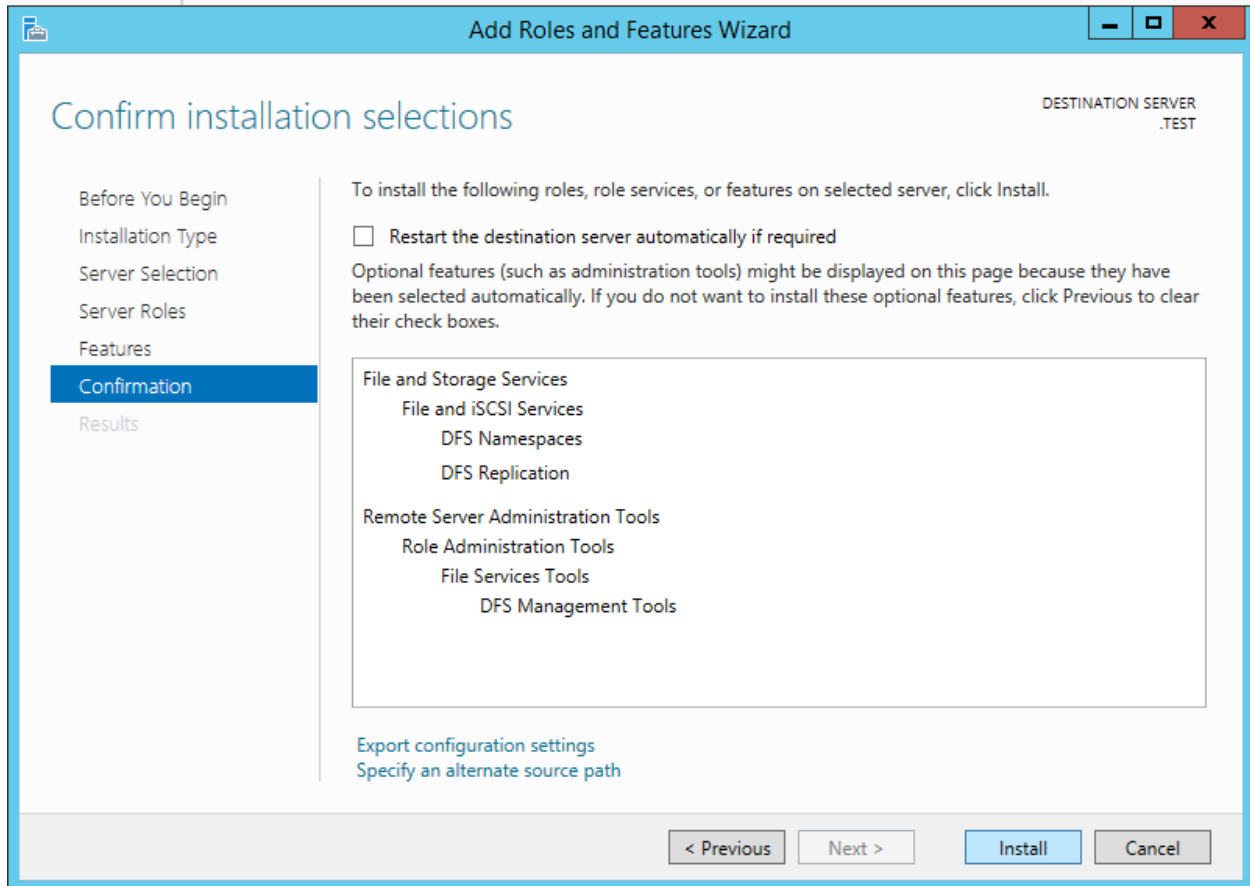 Add Roles and Features Wizard
Confirm installation selections
DESTINATION SERVER
.TEST
Before You Begin
Installation Type
Server Selection
Server Roles
Features
Confirmation
Results
To install the following roles, role services, or features on selected server, click Install.
Restart the destination server automatically if required
Optional features (such as administration tools) might be displayed on this page because they have
been selected automatically. If you do not want to install these optional features, click Previous to clear
their check boxes.
File and Storage Services
File and iSCSI Services
DFS Namespaces
DFS Replication
Remote Server Administration Tools
Role Administration Tools
File Services Tools
DFS Management Tools
Export configuration settings
Specify an alternate source path
< Previous
Next >
Install
Cancel